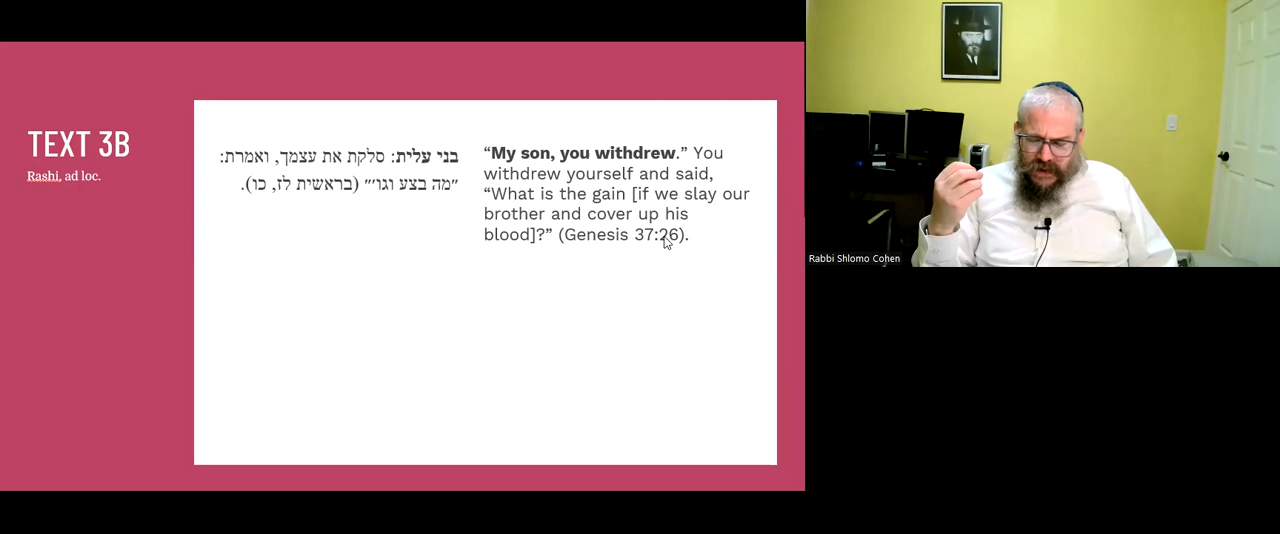 TEXT 3B
Rashi, ad loc.
בני עלית: סלקת את עצמך, ואמרת:
״מה בצע וגו׳״ (בראשית לז, כו).
“My son, you withdrew.” You
withdrew yourself and said,
“What is the gain [if we slay our
brother and cover up his
blood]?” (Genesis 37:26).
Rabbi Shlomo Cohen